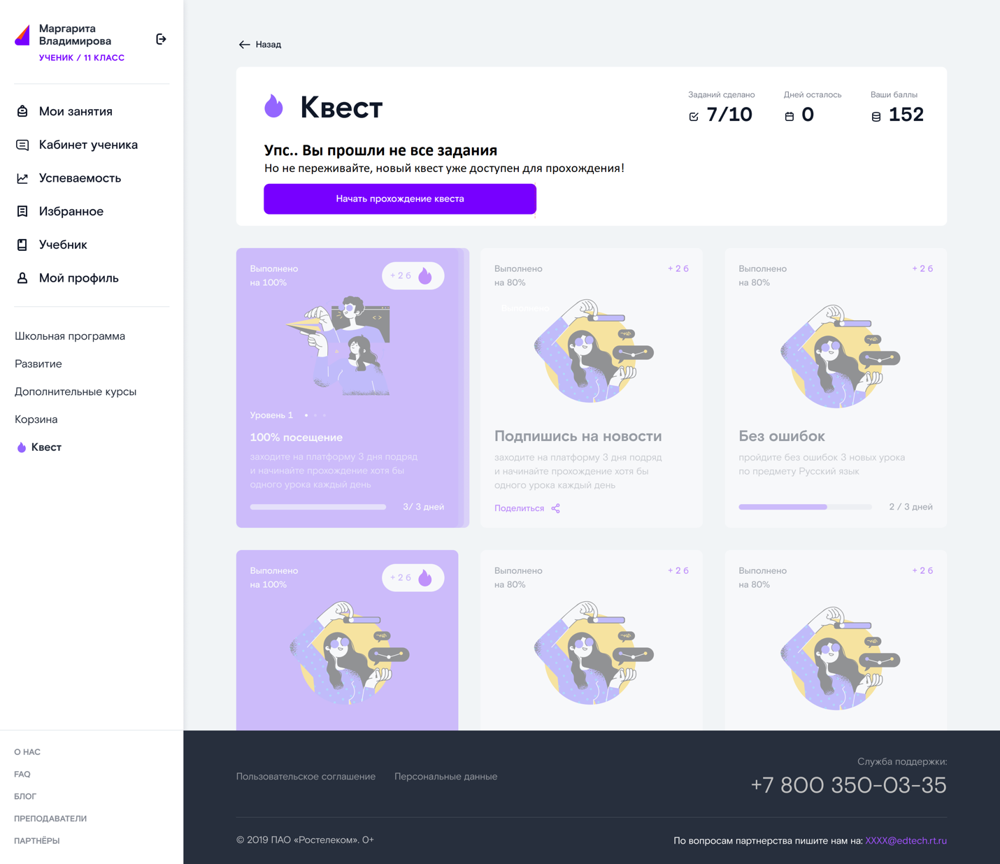 Маргарита
Владимирова
УЧЕНИК / 11 КЛАСС
Мои занятия
Кабинет ученика
Успеваемость
Избранное
Учебник
Мой профиль
Школьная программа
Развитие
Дополнительные курсы
Корзина
Квест
О НАС
FAQ
БЛОГ
ПРЕПОДАВАТЕЛИ
ПАРТНЁРЫ
Назад
Квест
Заданий сделано
7/10
Дней осталось
0
Ваши баллы
152
Упс.. Вы прошли не все задания
Но не переживайте, новый квест уже доступен для прохождения!
Начать прохождение квеста
Выполнено
на 100%
+ 2 б
Уровень 1
100% посещение
заходите на платформу 3 дня подряд
и начинайте прохождение хотя бы
одного урока каждый день
3/ 3 дней
Выполнено
на 80%
+ 2 б
Выполнено
Подпишись на новости
заходите на платформу 3 дня подряд
и начинайте прохождение хотя бы
одного урока каждый день
Поделиться
Выполнено
на 80%
+ 2 б
Без ошибок
пройдите без ошибок 3 новых урока
по предмету Русский язык
2 / 3 дней
Выполнено
на 100%
+ 2 б
Выполнено
на 80%
+ 2 б
Выполнено
на 80%
+ 2 б
Пользовательское соглашение
Персональные данные
Служба поддержки:
+7 800 350-03-35
© 2019 ПАО «Ростелеком». 0+
По вопросам партнерства пишите нам на: XXXX@edtech.rt.ru